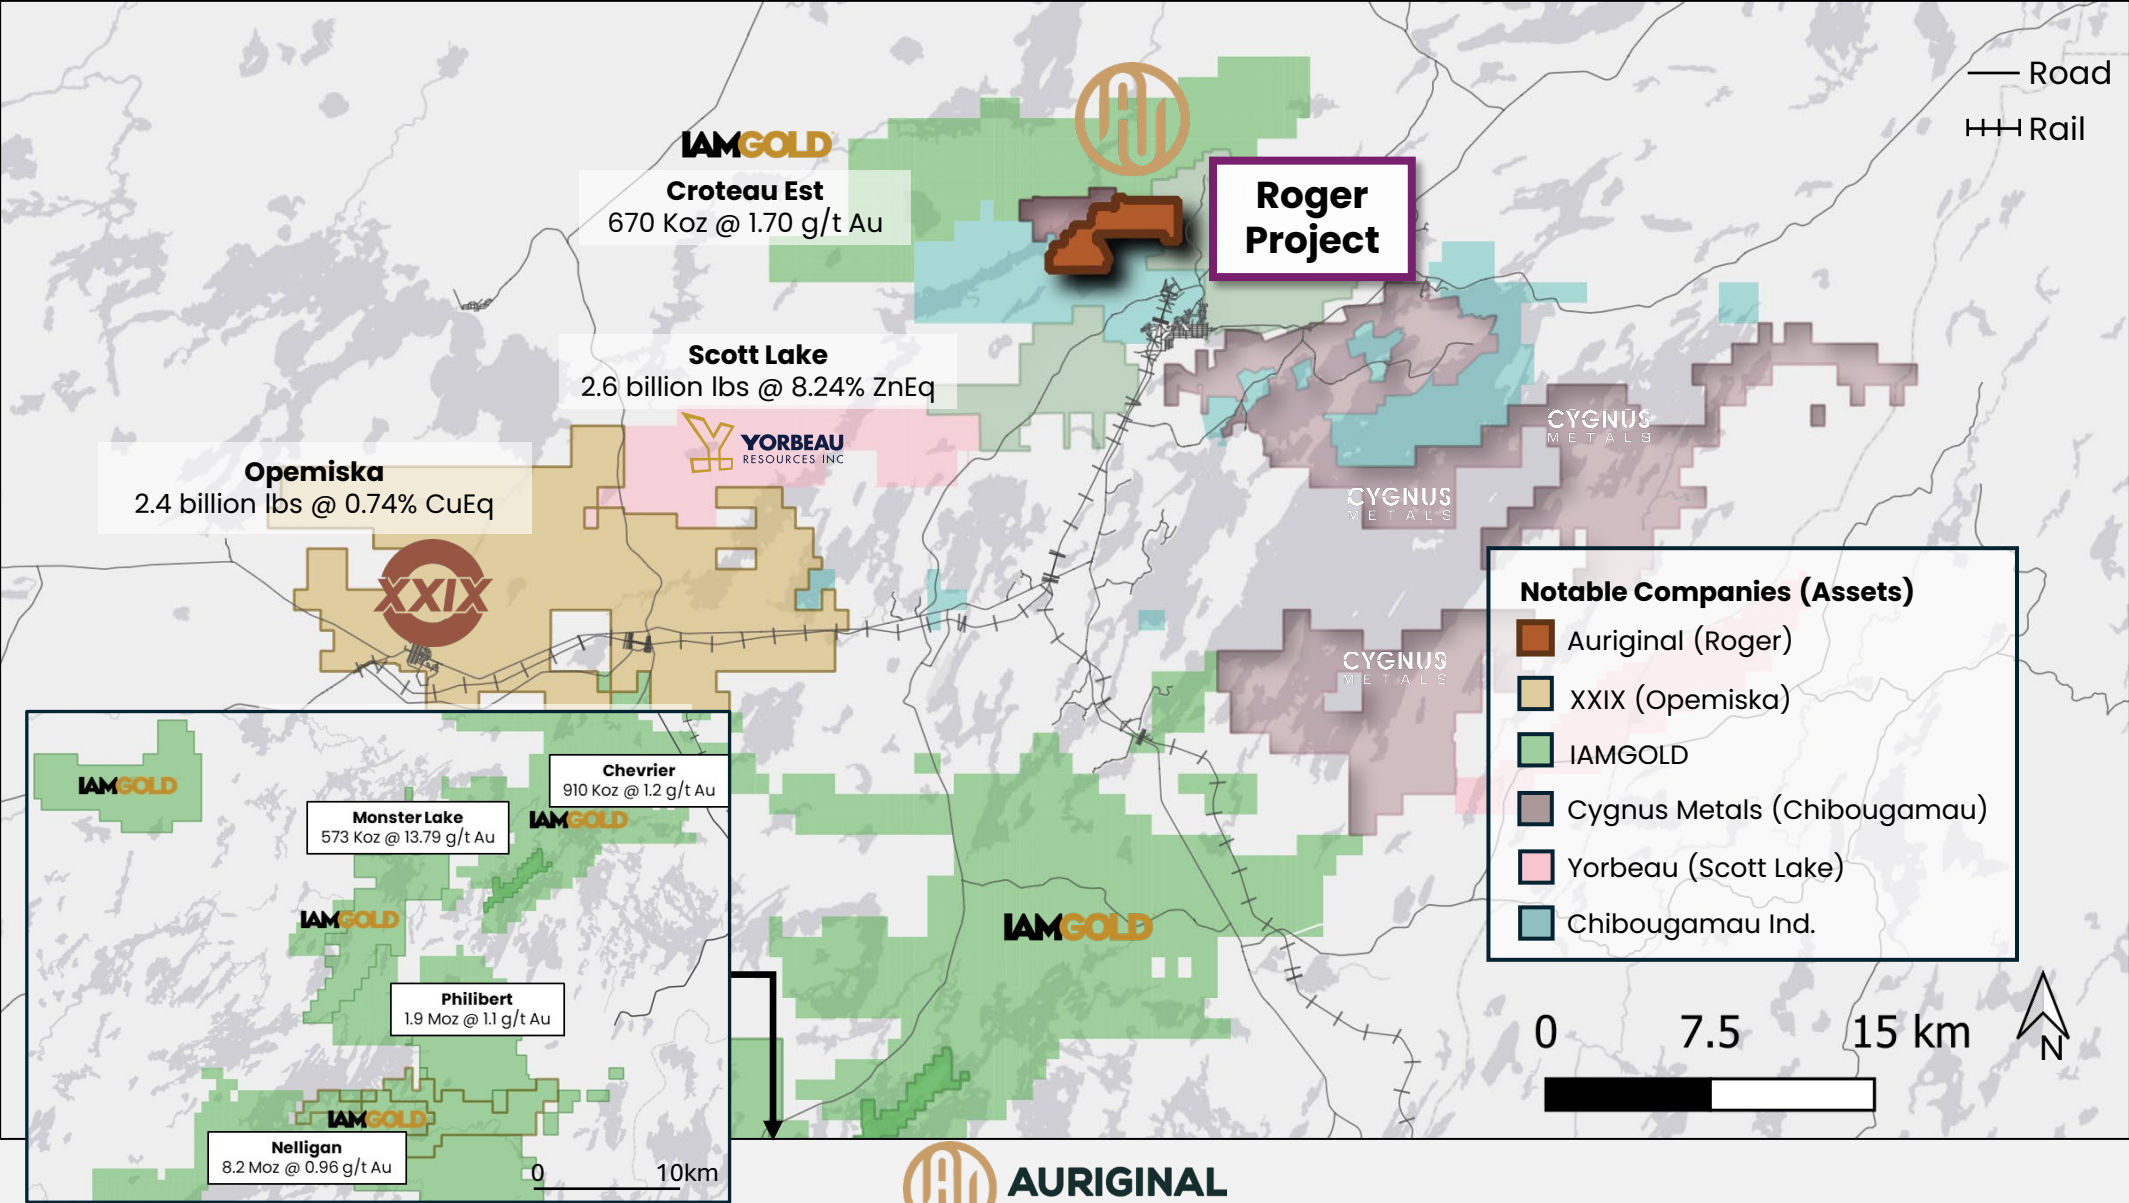 Road
Rail
IAMGOLD
Croteau Est
670 Koz @ 1.70 g/t Au
Roger
Project
Scott Lake
2.6 billion lbs @ 8.24% ZnEq
YORBEAU
RESOURCES INC
Opemiska
2.4 billion lbs @ 0.74% CuEq
XXIX
CYGNUS
METALS
CYGNUS
METALS
CYGNUS
METALS
Notable Companies (Assets)
Auriginal (Roger)
XXIX (Opemiska)
IAMGOLD
Cygnus Metals (Chibougamau)
Yorbeau (Scott Lake)
Chibougamau Ind.
IAMGOLD
Chevrier
910 Koz @ 1.2 g/t Au
IAMGOLD
Monster Lake
573 Koz @ 13.79 g/t Au
IAMGOLD
IAMGOLD
Philibert
1.9 Moz @ 1.1 g/t Au
IAMGOLD
Nelligan
8.2 Moz @ 0.96 g/t Au
0 10km
IAMGOLD
0 7.5 15 km
N
AURIGINAL